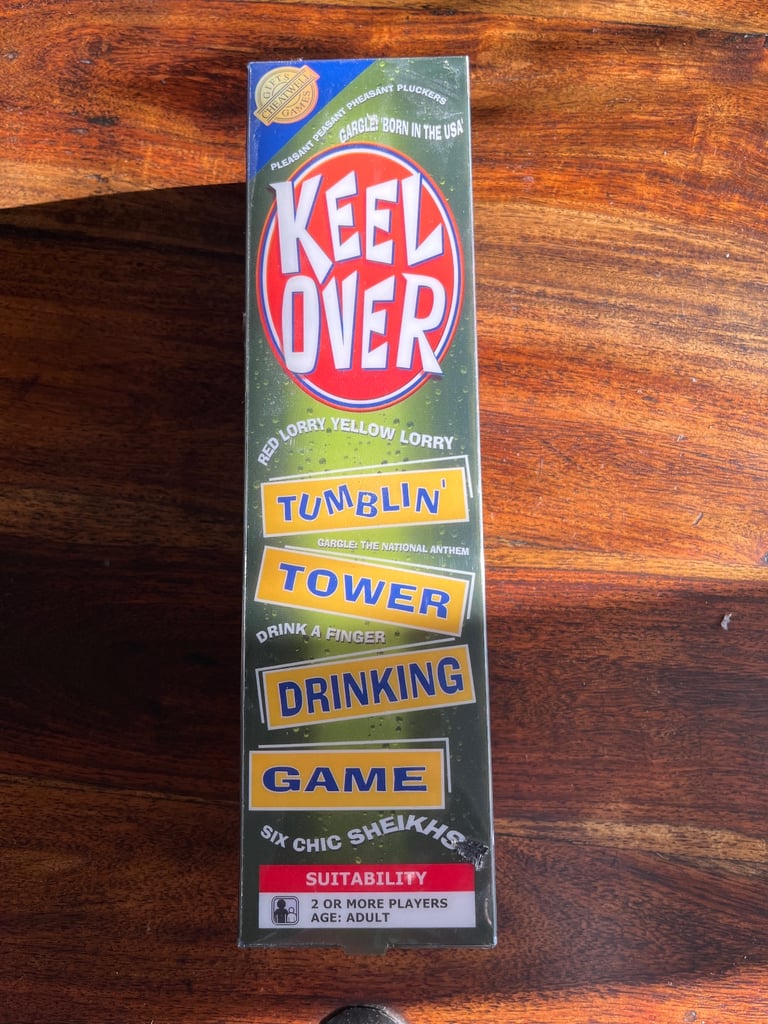 GIFTS
CHEATWELL
GAMES
PLEASANT PEASANT PHEASANT PLUCKERS
GARGLE: 'BORN IN THE USA'
KEEL
OVER
RED LORRY YELLOW LORRY
TUMBLIN'
GARGLE: THE NATIONAL ANTHEM
TOWER
DRINK A FINGER
DRINKING
GAME
SIX CHIC SHEIKHS
SUITABILITY
2 OR MORE PLAYERS
AGE: ADULT